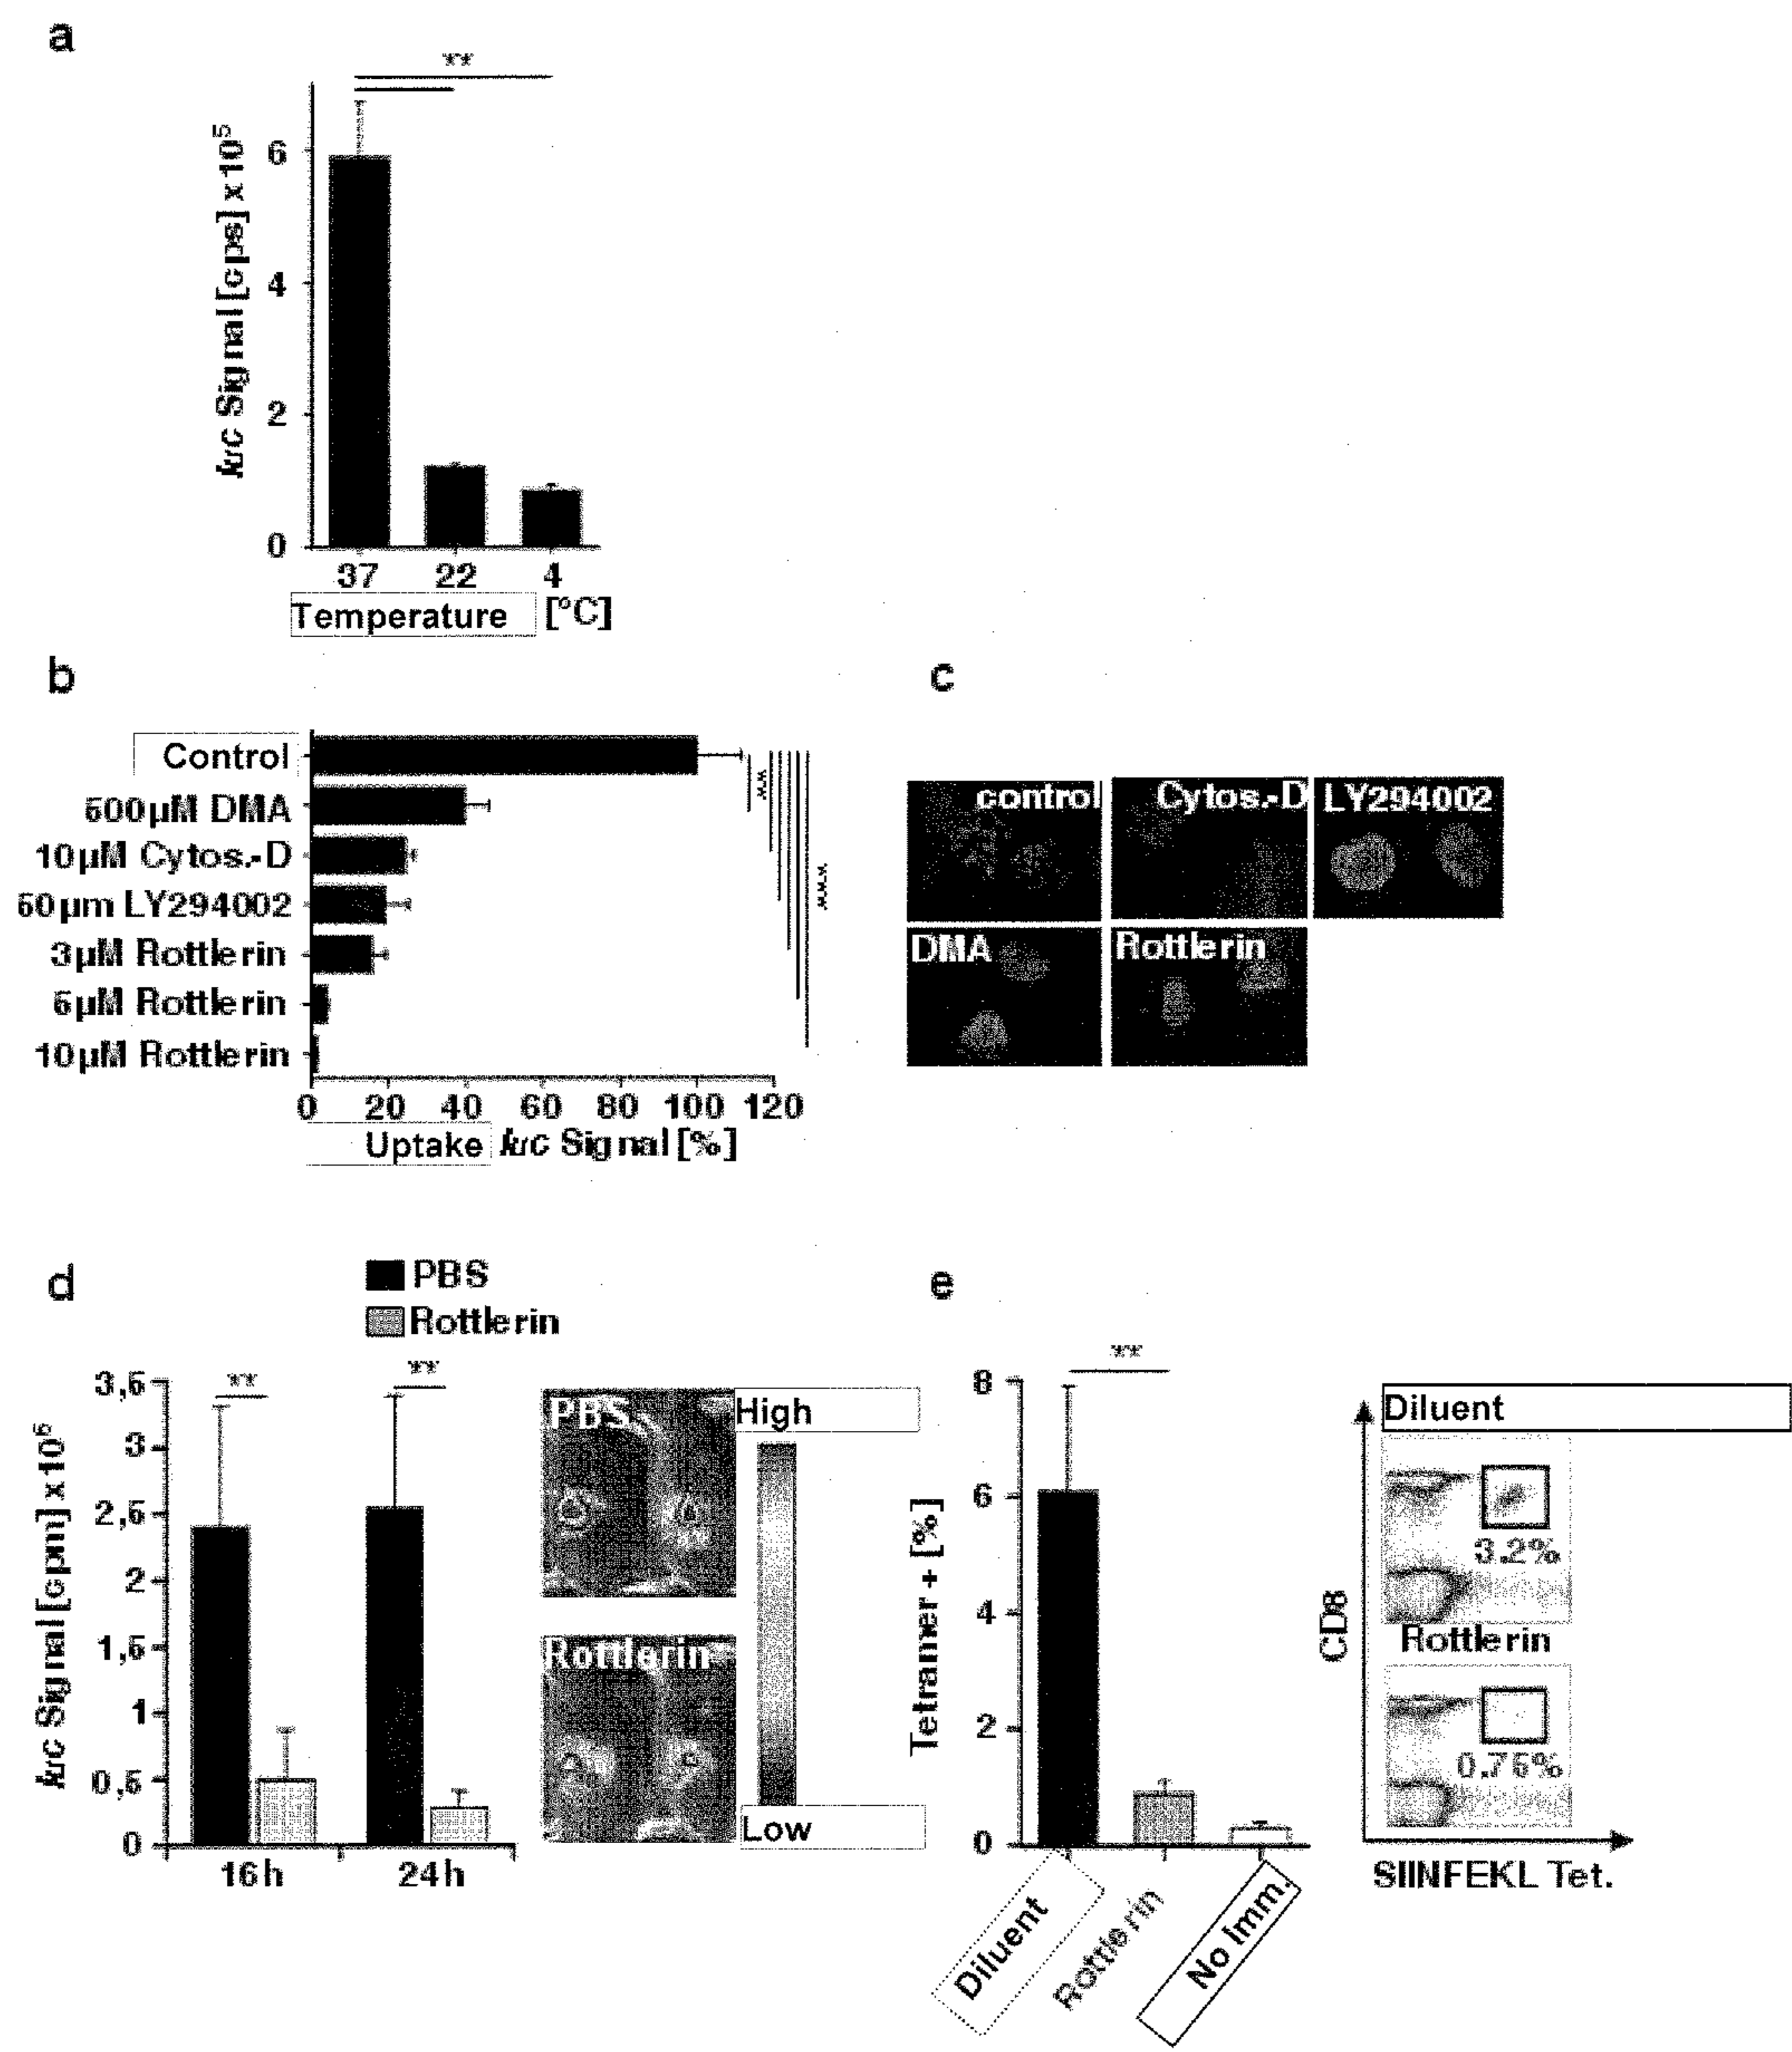 a
**
luc Signal [cps] x10⁵
6
4
2
0
37 22 4
Temperature [°C]
b
Control
500µM DMA
10µM Cytos.-D
50µm LY294002
3µM Rottlerin
5µM Rottlerin
10µM Rottlerin
**
***
0 20 40 60 80 100 120
Uptake luc Signal [%]
c
control
Cytos.-D
LY294002
DMA
Rottlerin
d
PBS
Rottlerin
** **
luc Signal [cpm] x10⁵
3,5
3
2,5
2
1,5
1
0,5
0
16h 24h
PBS
High
Rottlerin
Low
e
**
Tetramer + [%]
8
6
4
2
0
Diluent
Rottlerin
No Imm.
CD8
Diluent
3.2%
Rottlerin
0.75%
SIINFEKL Tet.